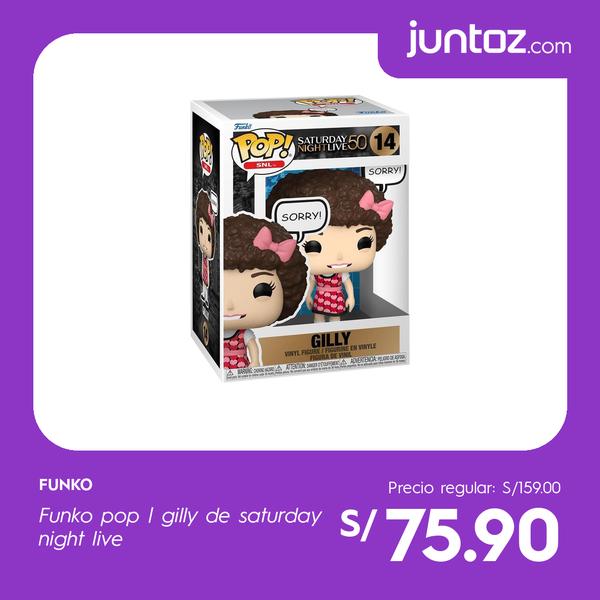 juntoz.com
Funko
POP!
SNL
SATURDAY
NIGHT LIVE 50
14
SORRY!
SORRY!
GILLY
VINYL FIGURE / FIGURINE EN VINYLE
FIGURA DE VINIL
FUNKO
Precio regular: S/159.00
Funko pop | gilly de saturday
night live
S/75.90